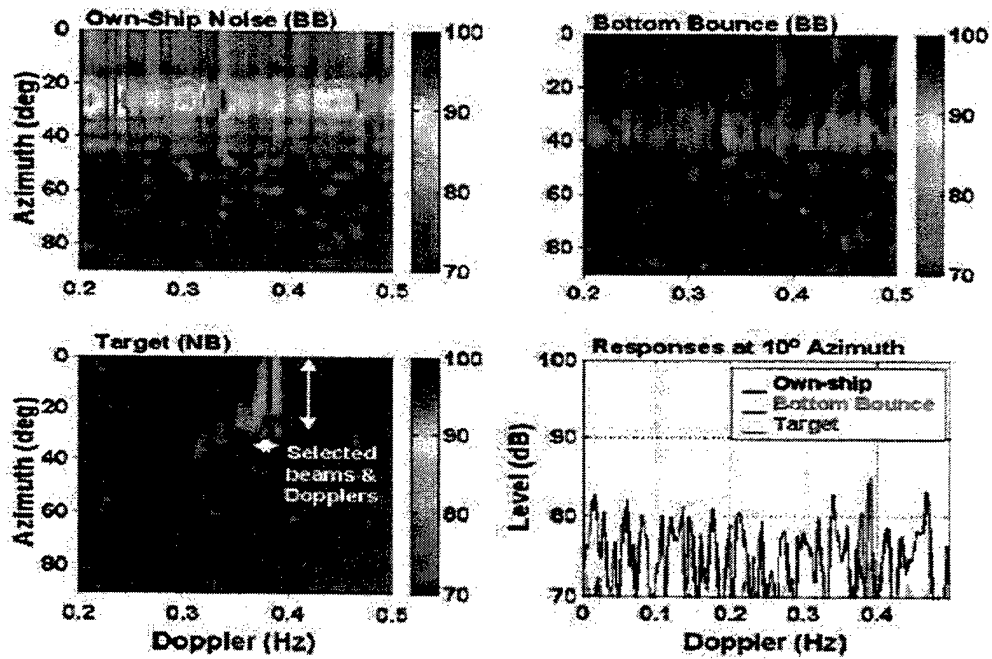 Own-Ship Noise (BB)
0
20
40
60
80
Azimuth (deg)
0.2 0.3 0.4 0.5
100
90
80
70
Bottom Bounce (BB)
0
20
40
60
80
0.2 0.3 0.4 0.5
100
90
80
70
Target (NB)
0
20
40
60
80
Azimuth (deg)
Selected
beams &
Dopplers
0.2 0.3 0.4 0.5
Doppler (Hz)
100
90
80
70
Responses at 10º Azimuth
100
90
80
70
Level (dB)
Own-ship
Bottom Bounce
Target
0 0.1 0.2 0.3 0.4
Doppler (Hz)